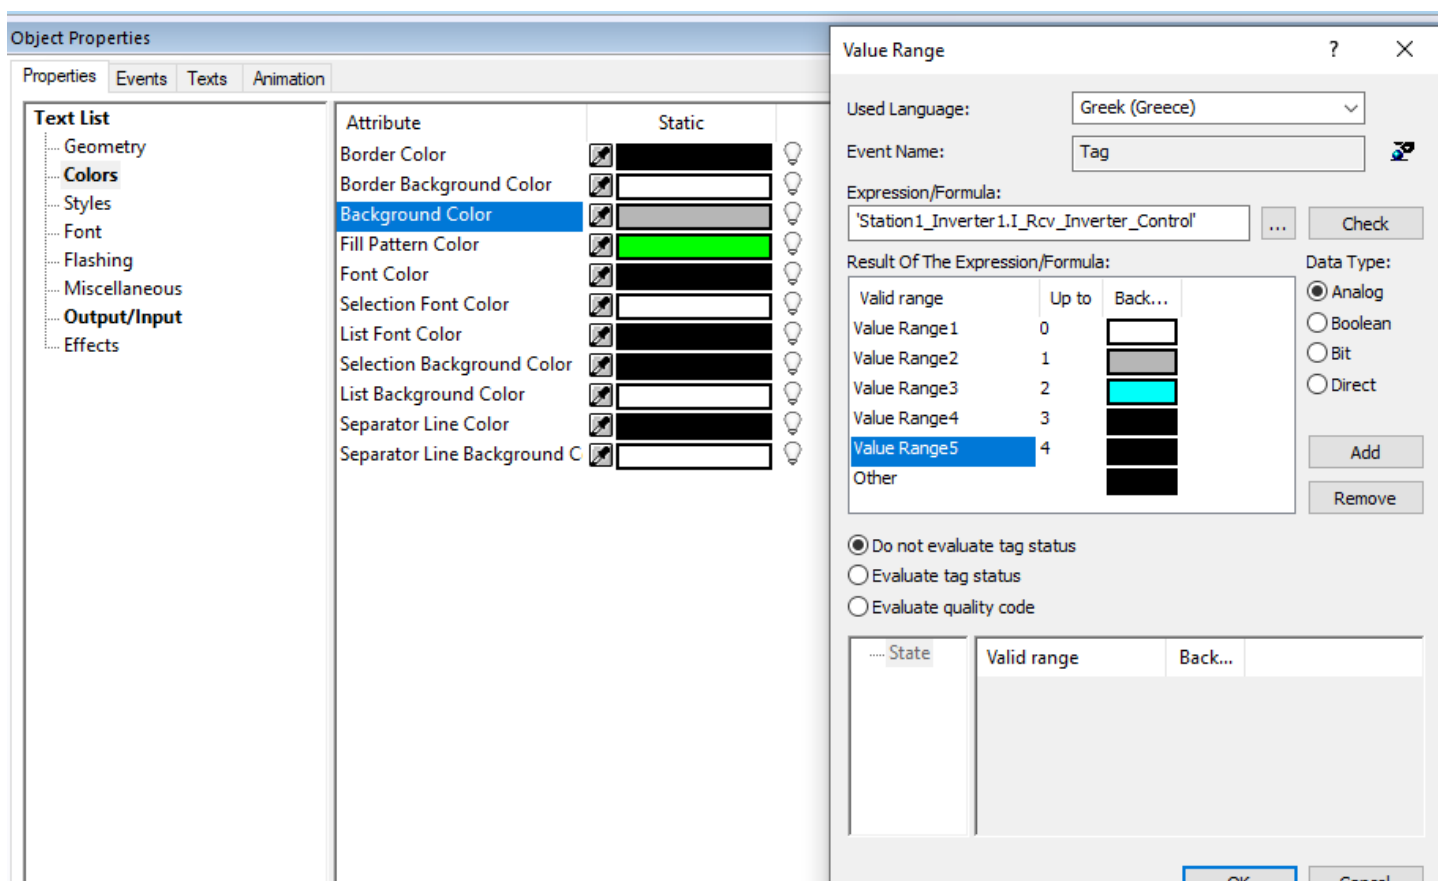 Object Properties
Properties Events Texts Animation
Text List
Geometry
Colors
Styles
Font
Flashing
Miscellaneous
Output/Input
Effects
Attribute Static
Border Color
Border Background Color
Background Color
Fill Pattern Color
Font Color
Selection Font Color
List Font Color
Selection Background Color
List Background Color
Separator Line Color
Separator Line Background C
Value Range ?
Used Language: Greek (Greece)
Event Name: Tag
Expression/Formula:
'Station1_Inverter1.I_Rcv_Inverter_Control' ... Check
Result Of The Expression/Formula: Data Type:
Valid range Up to Back...
Value Range1 0
Value Range2 1
Value Range3 2
Value Range4 3
Value Range5 4
Other
Analog
Boolean
Bit
Direct
Add
Remove
Do not evaluate tag status
Evaluate tag status
Evaluate quality code
State
Valid range Back...
OK Cancel